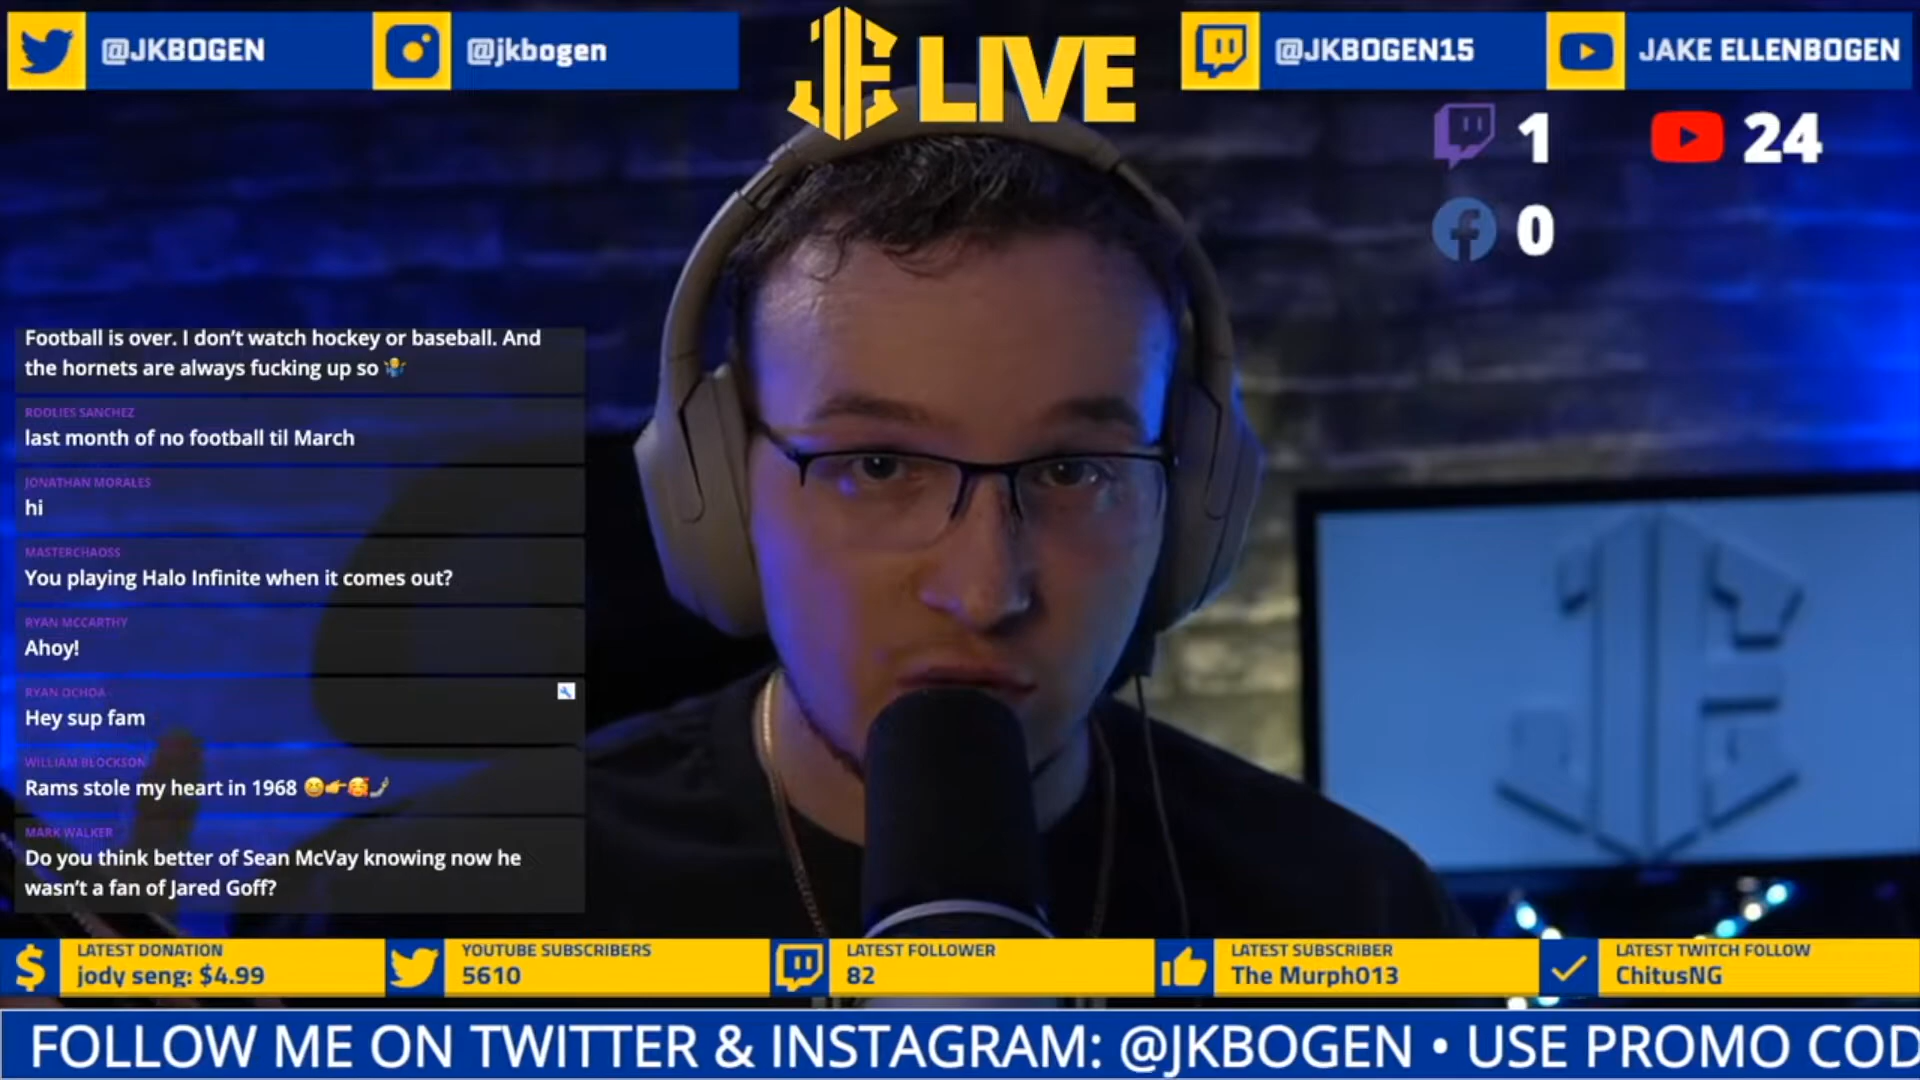 @JKBOGEN
@jkbogen
JE LIVE
@JKBOGEN15
JAKE ELLENBOGEN
1
24
0
Football is over. I don’t watch hockey or baseball. And
the hornets are always fucking up so 🤷
ROOLIES SANCHEZ
last month of no football til March
JONATHAN MORALES
hi
MASTERCHAOSS
You playing Halo Infinite when it comes out?
RYAN MCCARTHY
Ahoy!
RYAN OCHOA
Hey sup fam
WILLIAM BLOCKSON
Rams stole my heart in 1968 😆👉🥰🤳
MARK WALKER
Do you think better of Sean McVay knowing now he
wasn’t a fan of Jared Goff?
LATEST DONATION
jody seng: $4.99
YOUTUBE SUBSCRIBERS
5610
LATEST FOLLOWER
82
LATEST SUBSCRIBER
The Murph013
LATEST TWITCH FOLLOW
ChitusNG
FOLLOW ME ON TWITTER & INSTAGRAM: @JKBOGEN • USE PROMO COD